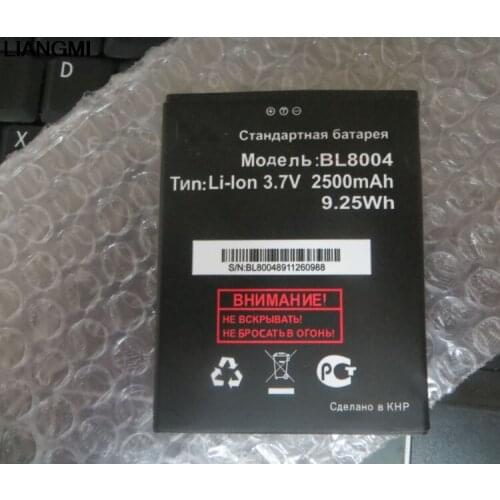 LIANGMI
D
Стандартная батарея
Модель:BL8004
Тип:Li-Ion 3.7V 2500mAh
9.25Wh
S/N:BL80048911260988
ВНИМАНИЕ!
НЕ ВСКРЫВАТЬ!
НЕ БРОСАТЬ В ОГОНЬ!
Сделано в КНР